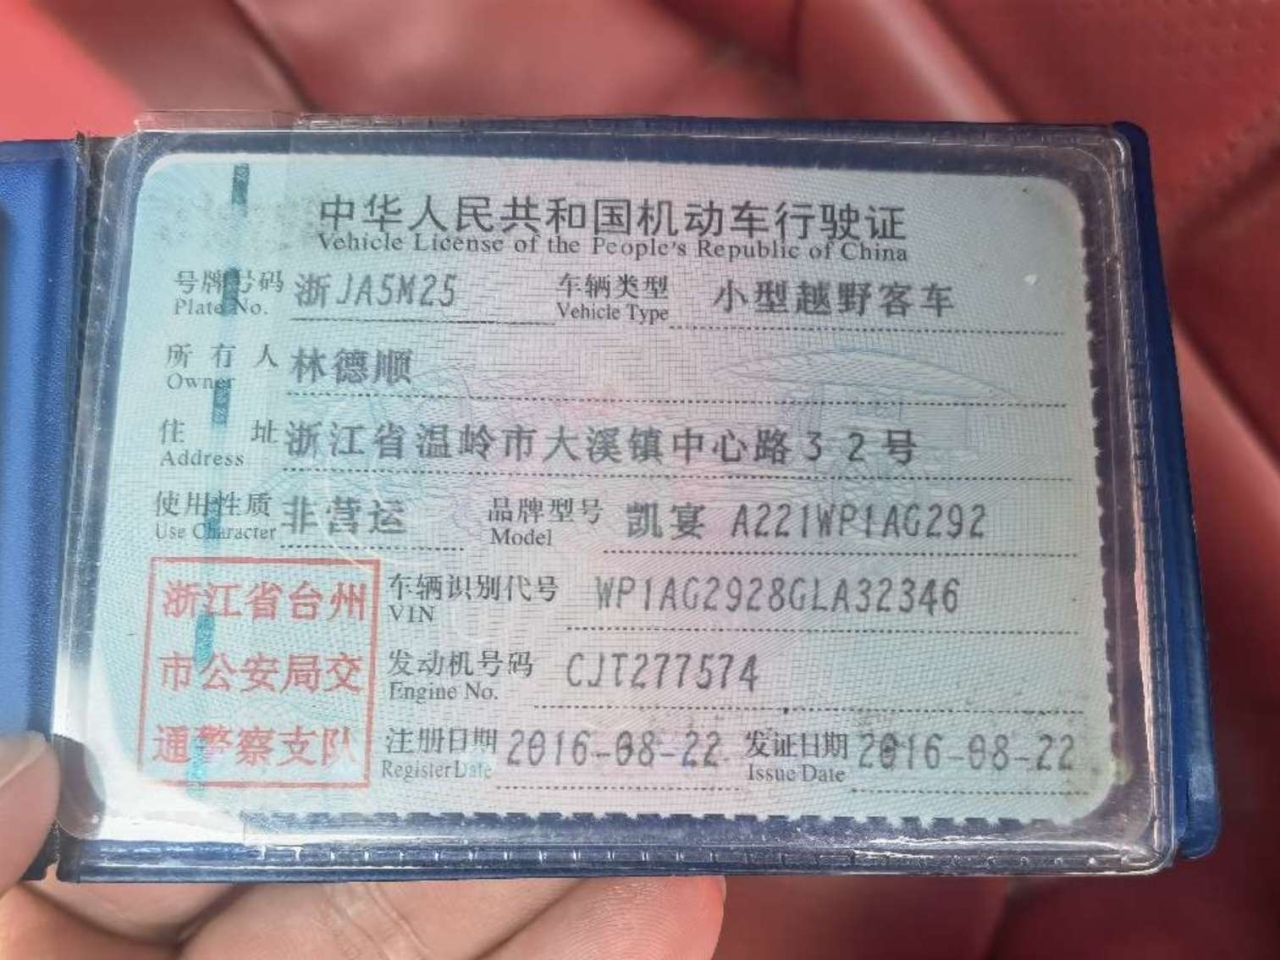 中华人民共和国机动车行驶证
Vehicle License of the People's Republic of China
号牌号码 浙JA5M25 车辆类型 小型越野客车
Plate No. Vehicle Type
所有人 林德顺
Owner
住址 浙江省温岭市大溪镇中心路32号
Address
使用性质 非营运 品牌型号 凯宴 A221WP1AG292
Use Character Model
浙江省台州
市公安局交
通警察支队
车辆识别代号 WP1AG2928GLA32346
VIN
发动机号码 CJT277574
Engine No.
注册日期 2016-08-22 发证日期 2016-08-22
Register Date Issue Date